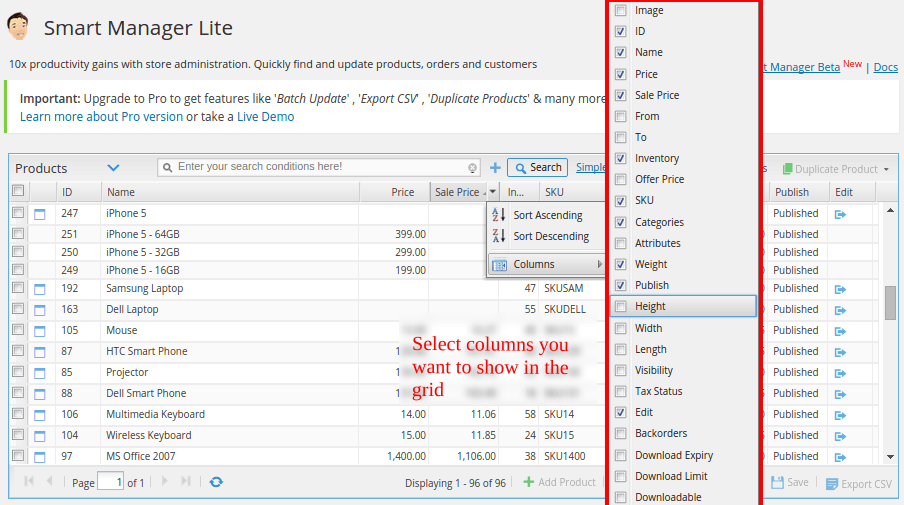 Smart Manager Lite
10x productivity gains with store administration. Quickly find and update products, orders and customers
t Manager Beta New | Docs
Important: Upgrade to Pro to get features like 'Batch Update' , 'Export CSV' , 'Duplicate Products' & many more
Learn more about Pro version or take a Live Demo
Products
Enter your search conditions here!
Search
Simple
Duplicate Product
ID Name Price Sale Price In... SKU Publish Edit
247 iPhone 5 Published
251 iPhone 5 - 64GB 399.00 Published
250 iPhone 5 - 32GB 299.00 Published
249 iPhone 5 - 16GB 199.00 Published
192 Samsung Laptop 47 SKUSAM Published
163 Dell Laptop 55 SKUDELL Published
105 Mouse Published
87 HTC Smart Phone Published
85 Projector Published
88 Dell Smart Phone Published
106 Multimedia Keyboard 14.00 11.06 58 SKU14 Published
104 Wireless Keyboard 15.00 11.85 24 SKU15 Published
97 MS Office 2007 1,400.00 1,106.00 38 SKU1400 Published
Sort Ascending
Sort Descending
Columns
Image
ID
Name
Price
Sale Price
From
To
Inventory
Offer Price
SKU
Categories
Attributes
Weight
Publish
Height
Width
Length
Visibility
Tax Status
Edit
Backorders
Download Expiry
Download Limit
Downloadable
Select columns you
want to show in the
grid
Page 1 of 1
Displaying 1 - 96 of 96
Add Product
Save
Export CSV